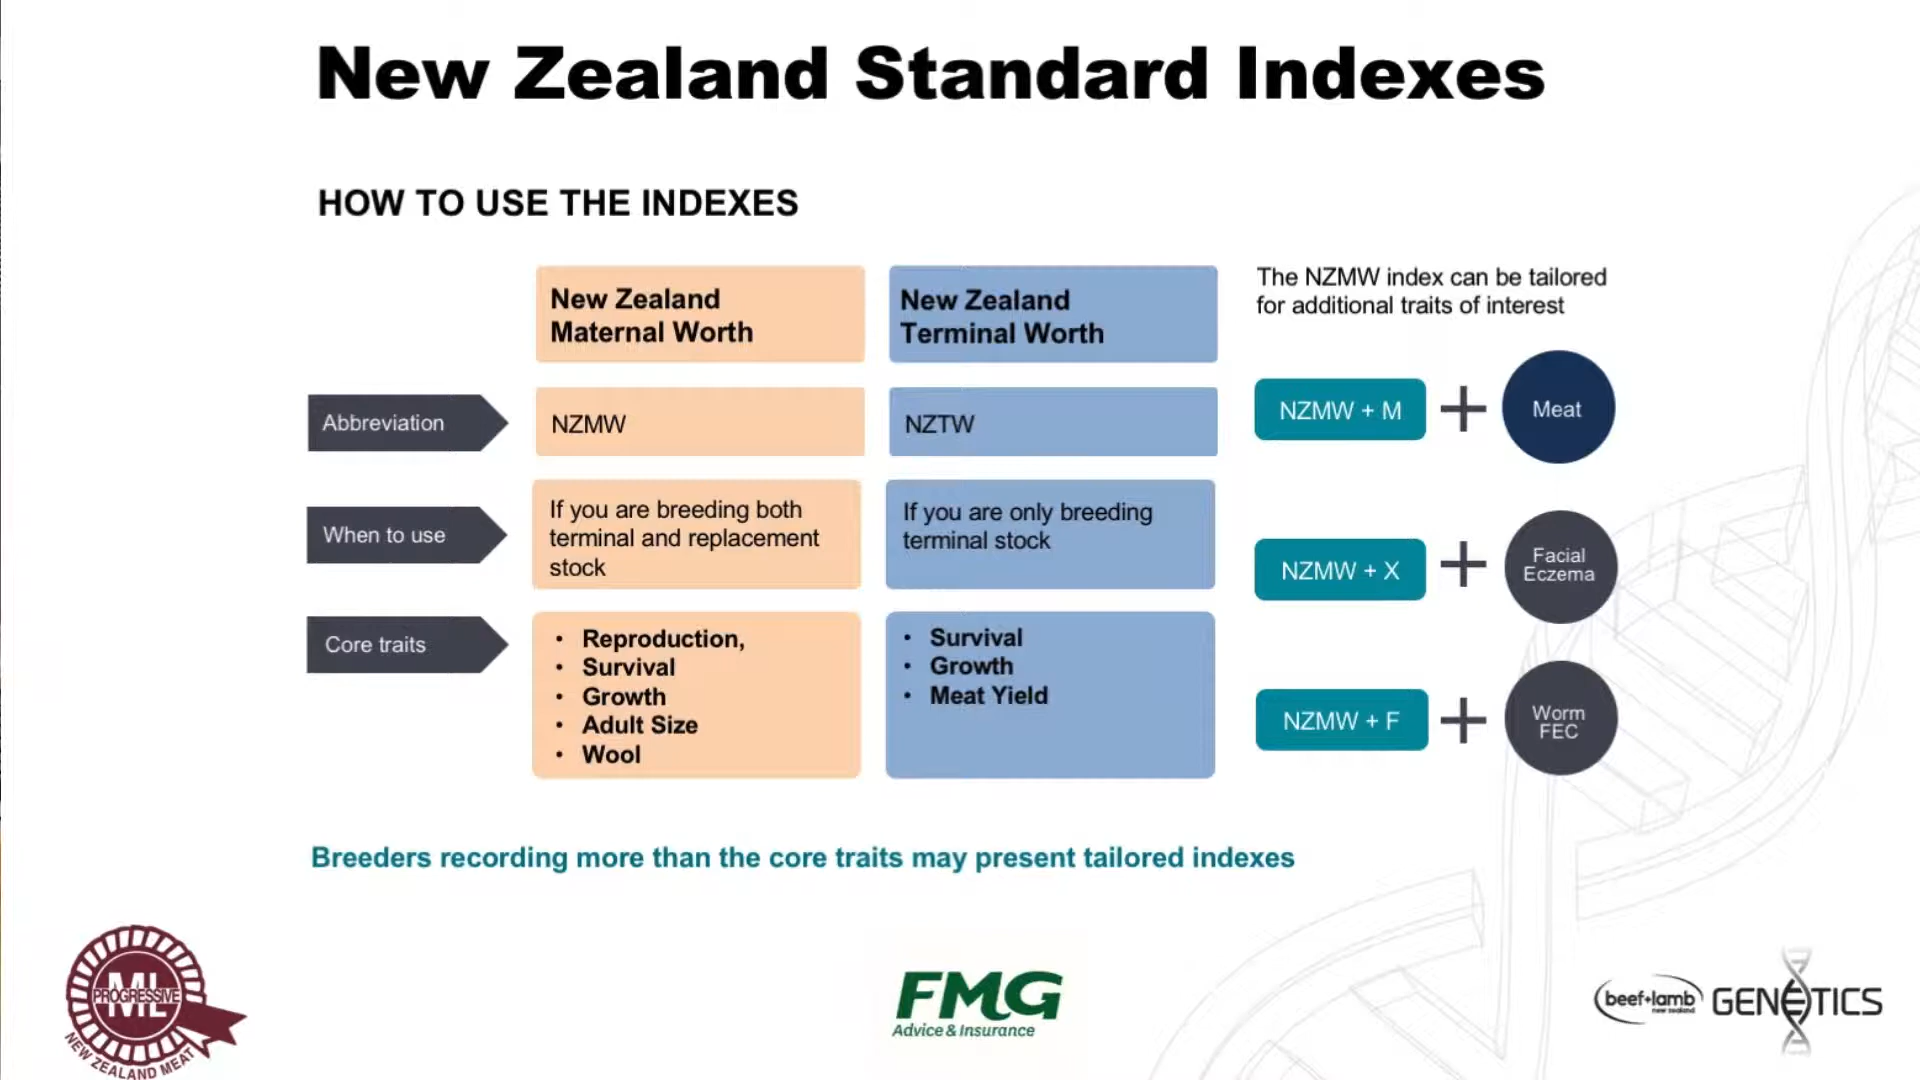 New Zealand Standard Indexes
HOW TO USE THE INDEXES
New Zealand
Maternal Worth
New Zealand
Terminal Worth
The NZMW index can be tailored
for additional traits of interest
Abbreviation
NZMW
NZTW
NZMW + M
Meat
When to use
If you are breeding both
terminal and replacement
stock
If you are only breeding
terminal stock
NZMW + X
Facial
Eczema
Core traits
• Reproduction,
• Survival
• Growth
• Adult Size
• Wool
• Survival
• Growth
• Meat Yield
NZMW + F
Worm
FEC
Breeders recording more than the core traits may present tailored indexes
ML
PROGRESSIVE
ML
NEW ZEALAND MEAT
FMG
Advice & Insurance
beef+lamb
new zealand
GENETICS